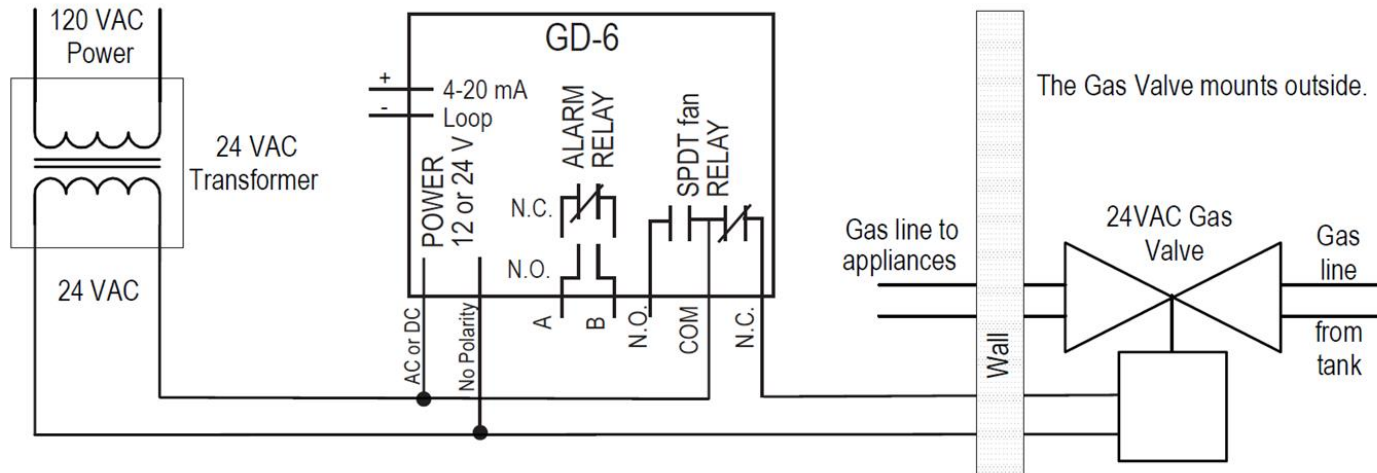 120 VAC
Power
24 VAC
Transformer
24 VAC
GD-6
+
-
4-20 mA
Loop
POWER
12 or 24 V
ALARM
RELAY
N.C.
N.O.
SPDT fan
RELAY
AC or DC
No Polarity
A
B
N.O.
COM
N.C.
Wall
The Gas Valve mounts outside.
Gas line to
appliances
24VAC Gas
Valve
Gas
line
from
tank